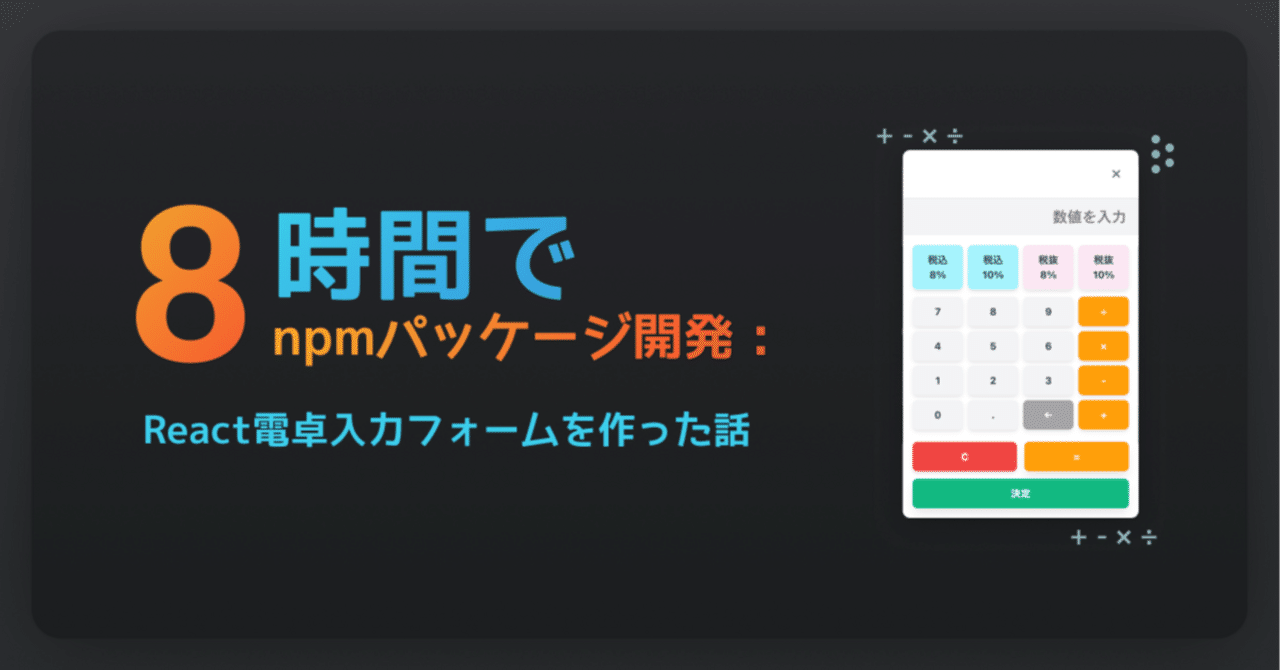 8時間で
npmパッケージ開発：
React電卓入力フォームを作った話
+ - × ÷
×
数値を入力
税込 税込 税抜 税抜
8% 10% 8% 10%
7 8 9 ÷
4 5 6 ×
1 2 3 -
0 . ← +
C =
決定
+ - × ÷